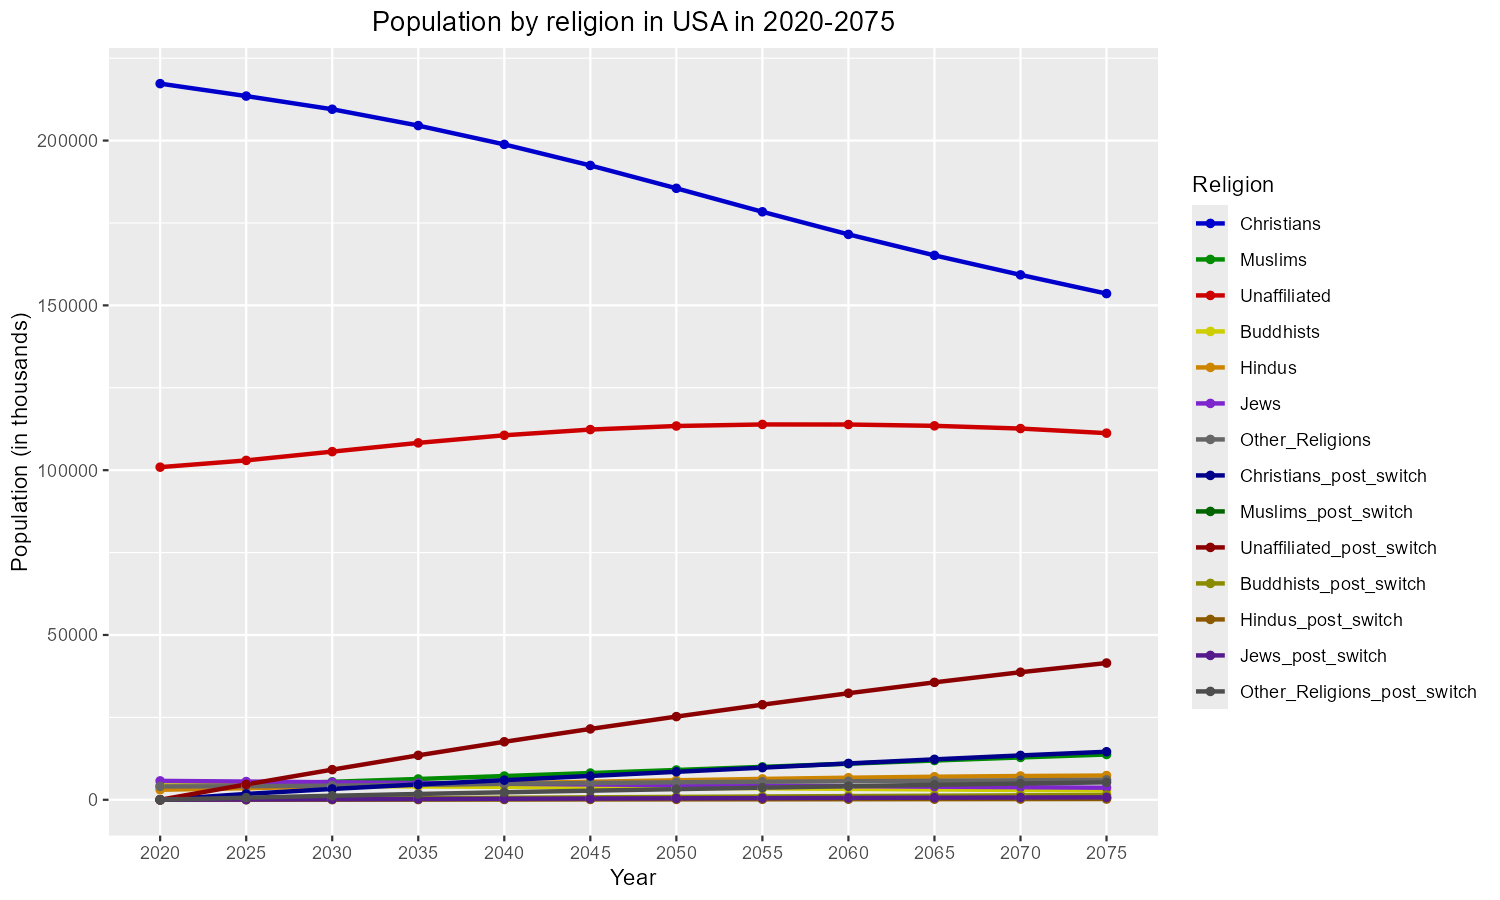 Population by religion in USA in 2020-2075
Population (in thousands)
200000
150000
100000
50000
0
2020 2025 2030 2035 2040 2045 2050 2055 2060 2065 2070 2075
Year
Religion
Christians
Muslims
Unaffiliated
Buddhists
Hindus
Jews
Other_Religions
Christians_post_switch
Muslims_post_switch
Unaffiliated_post_switch
Buddhists_post_switch
Hindus_post_switch
Jews_post_switch
Other_Religions_post_switch